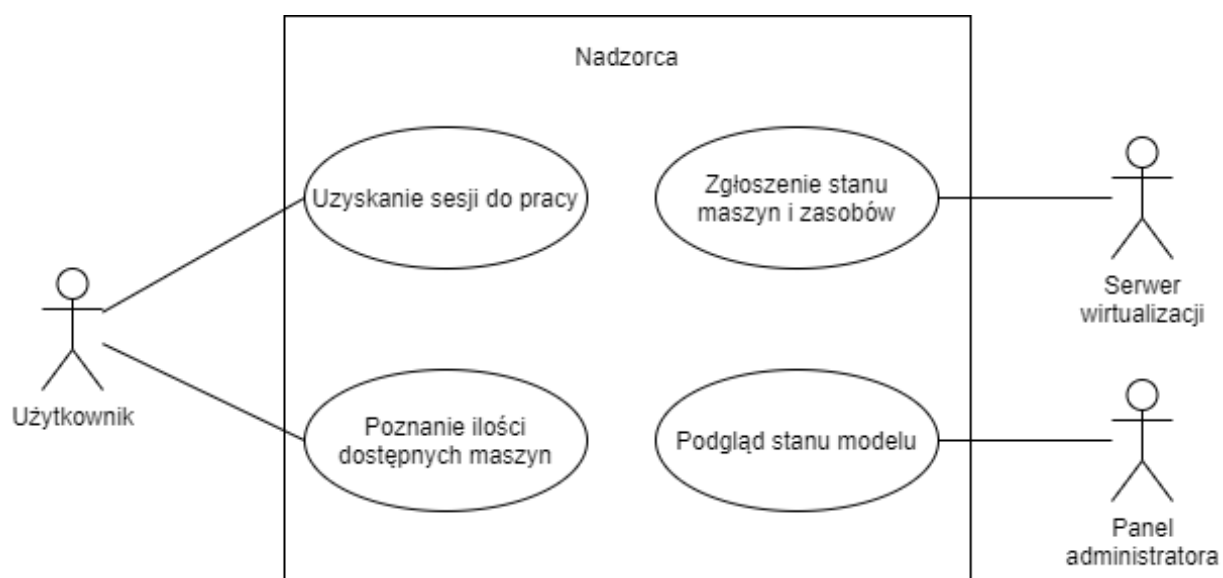 Nadzorca
Uzyskanie sesji do pracy
Zgłoszenie stanu
maszyn i zasobów
Serwer
wirtualizacji
Użytkownik
Poznanie ilości
dostępnych maszyn
Podgląd stanu modelu
Panel
administratora